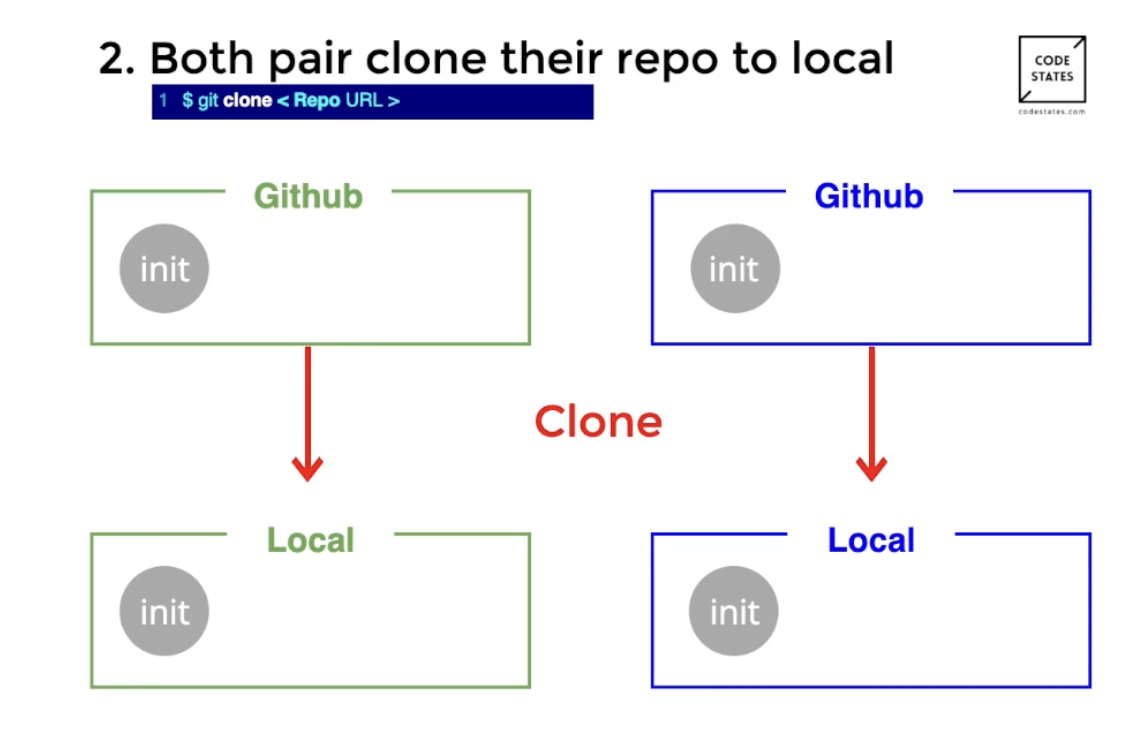 2. Both pair clone their repo to local
CODE
STATES
codestates.com
1 $ git clone < Repo URL >
Github
Github
init
init
Clone
Local
Local
init
init